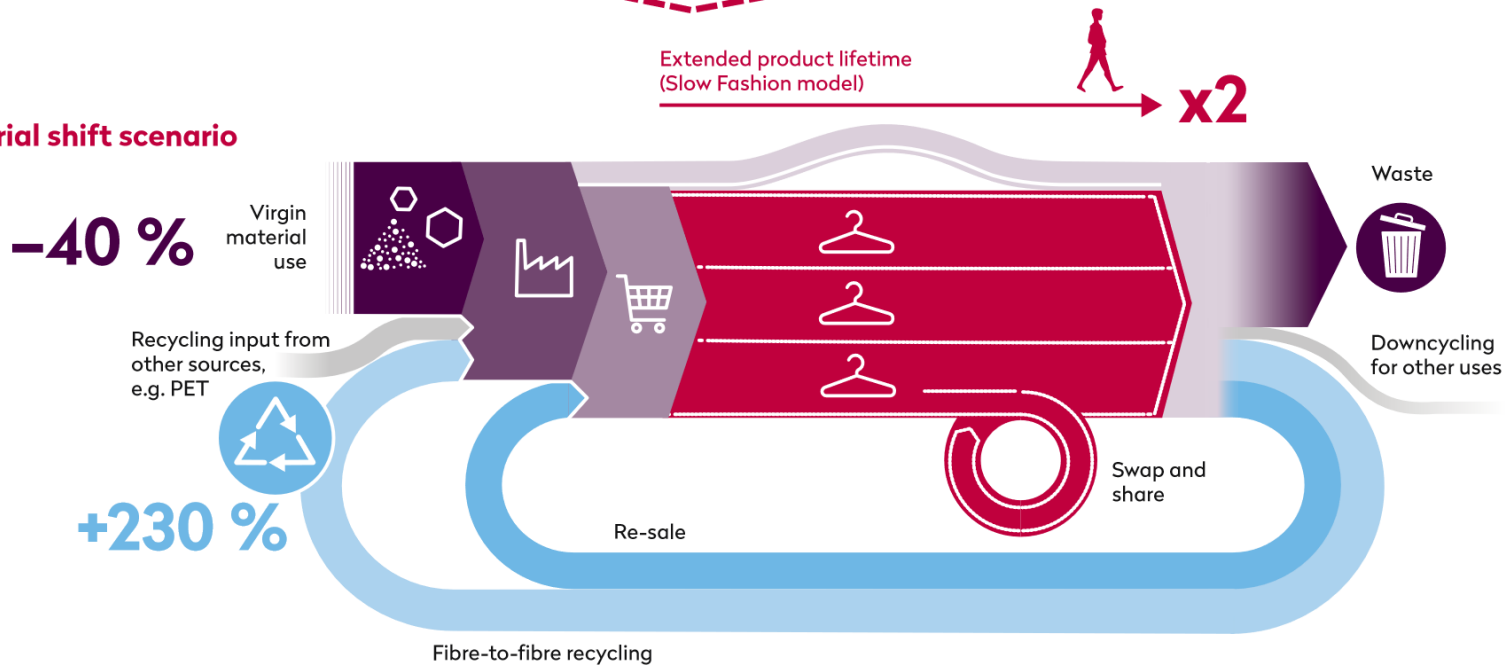 Extended product lifetime
(Slow Fashion model)
x2
rial shift scenario
–40 %
Virgin
material
use
Waste
Recycling input from
other sources,
e.g. PET
Downcycling
for other uses
+230 %
Swap and
share
Re-sale
Fibre-to-fibre recycling